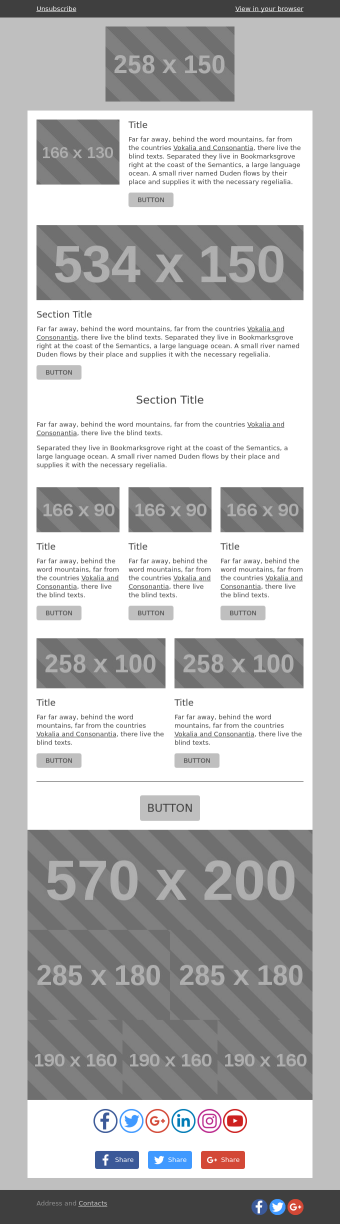 Unsubscribe
View in your browser
258 x 150
166 x 130
Title
Far far away, behind the word mountains, far from
the countries Vokalia and Consonantia, there live the
blind texts. Separated they live in Bookmarksgrove
right at the coast of the Semantics, a large language
ocean. A small river named Duden flows by their
place and supplies it with the necessary regelialia.
BUTTON
534 x 150
Section Title
Far far away, behind the word mountains, far from the countries Vokalia and
Consonantia, there live the blind texts. Separated they live in Bookmarksgrove
right at the coast of the Semantics, a large language ocean. A small river named
Duden flows by their place and supplies it with the necessary regelialia.
BUTTON
Section Title
Far far away, behind the word mountains, far from the countries Vokalia and
Consonantia, there live the blind texts.
Separated they live in Bookmarksgrove right at the coast of the Semantics, a
large language ocean. A small river named Duden flows by their place and
supplies it with the necessary regelialia.
166 x 90
Title
Far far away, behind the
word mountains, far from
the countries Vokalia and
Consonantia, there live
the blind texts.
BUTTON
166 x 90
Title
Far far away, behind the
word mountains, far from
the countries Vokalia and
Consonantia, there live
the blind texts.
BUTTON
166 x 90
Title
Far far away, behind the
word mountains, far from
the countries Vokalia and
Consonantia, there live
the blind texts.
BUTTON
258 x 100
Title
Far far away, behind the word
mountains, far from the countries
Vokalia and Consonantia, there live the
blind texts.
BUTTON
258 x 100
Title
Far far away, behind the word
mountains, far from the countries
Vokalia and Consonantia, there live the
blind texts.
BUTTON
BUTTON
570 x 200
285 x 180
285 x 180
190 x 160
190 x 160
190 x 160
Share
Share
Share
Address and Contacts